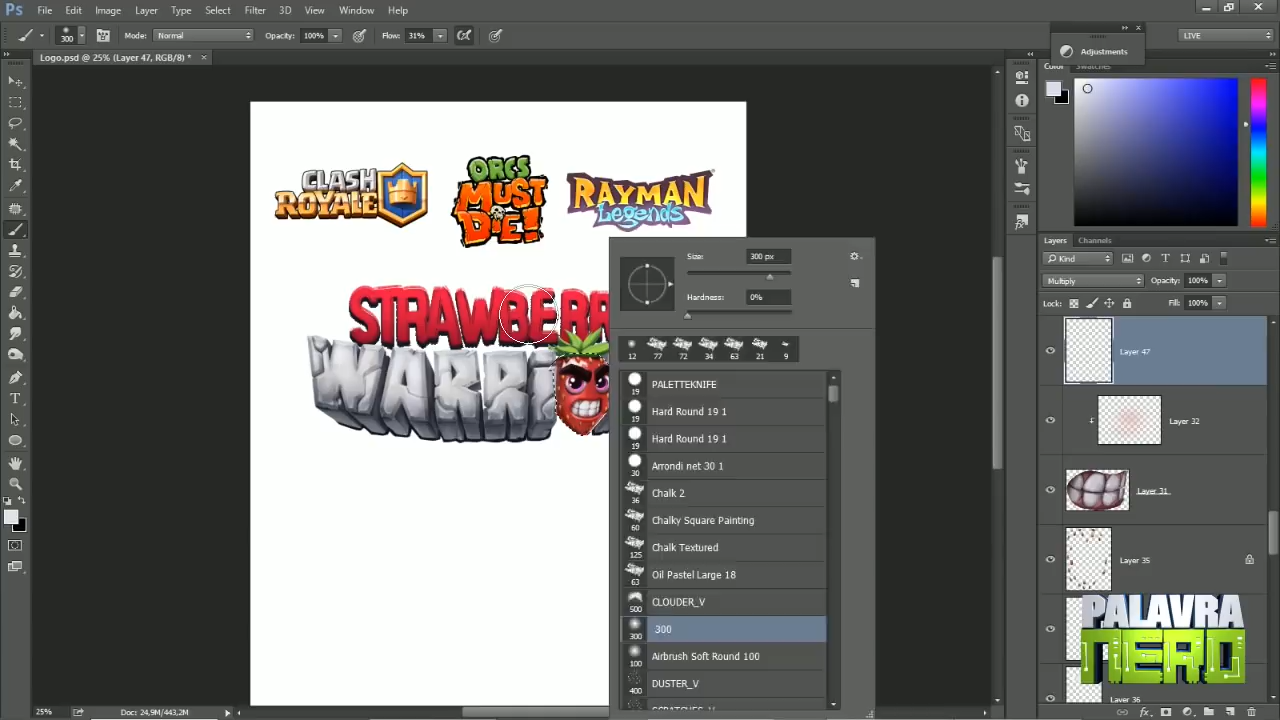 Ps File Edit Image Layer Type Select Filter 3D View Window Help
300 Mode: Normal Opacity: 100% Flow: 31%
Adjustments
LIVE
Logo.psd @ 25% (Layer 47, RGB/8) * ×
Color Swatches
CLASH
ROYALE
ORCS
MUST
DIE!
RAYMAN
Legends
STRAWBERR
WARRI
Size: 300 px
Hardness: 0%
12 77 72 34 63 21 9
19 PALETTEKNIFE
19 Hard Round 19 1
19 Hard Round 19 1
30 Arrondi net 30 1
36 Chalk 2
60 Chalky Square Painting
125 Chalk Textured
63 Oil Pastel Large 18
500 CLOUDER_V
300 300
100 Airbrush Soft Round 100
400 DUSTER_V
SCRATCHES_V
Layers Channels
Kind
Multiply Opacity: 100%
Lock: Fill: 100%
Layer 47
Layer 32
Layer 31
Layer 35
Layer 36
PALAVRA
NERD
25% Doc: 24,9M/443,2M